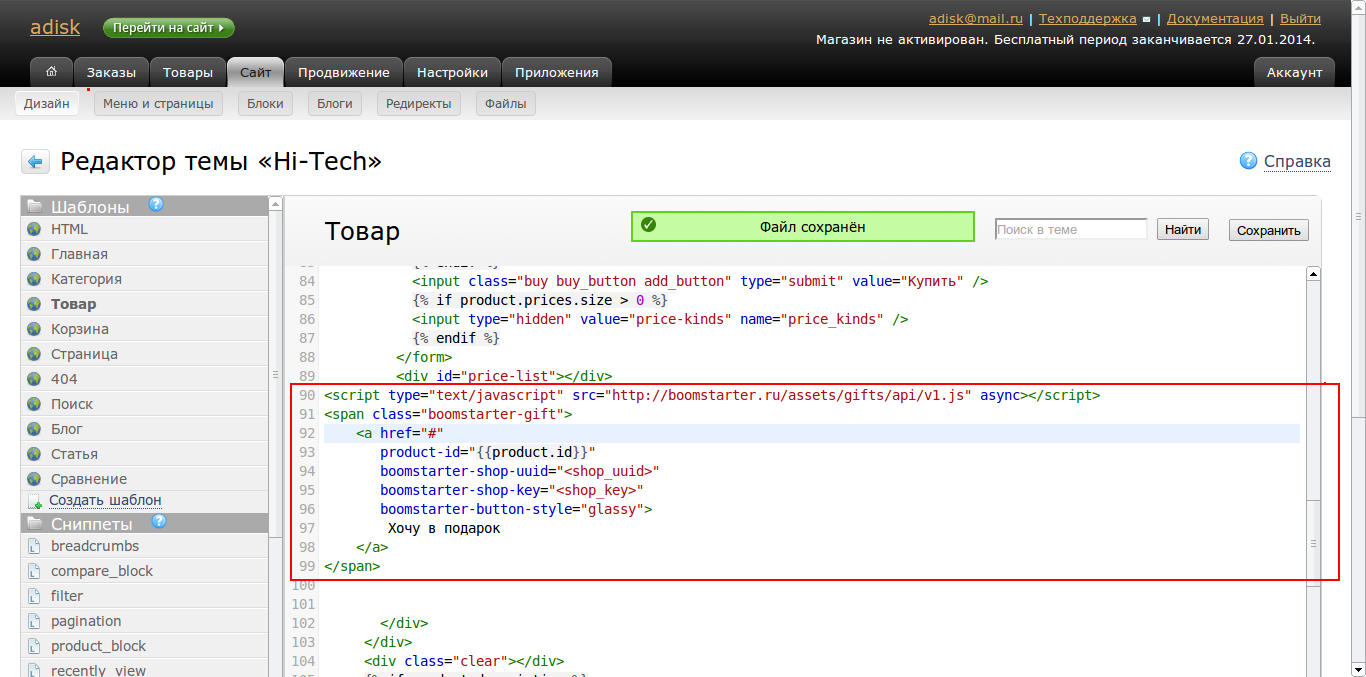 adisk
Перейти на сайт
adisk@mail.ru | Техподдержка | Документация | Выйти
Магазин не активирован. Бесплатный период заканчивается 27.01.2014.
Заказы Товары Сайт Продвижение Настройки Приложения Аккаунт
Дизайн Меню и страницы Блоки Блоги Редиректы Файлы
Редактор темы «Hi-Tech»
Справка
Шаблоны
HTML
Главная
Категория
Товар
Корзина
Страница
404
Поиск
Блог
Статья
Сравнение
Создать шаблон
Сниппеты
breadcrumbs
compare_block
filter
pagination
product_block
recently_view
Товар
Файл сохранён
Поиск в теме
Найти
Сохранить
83 {% endif %}
84 <input class="buy buy_button add_button" type="submit" value="Купить" />
85 {% if product.prices.size > 0 %}
86 <input type="hidden" value="price-kinds" name="price_kinds" />
87 {% endif %}
88 </form>
89 <div id="price-list"></div>
90 <script type="text/javascript" src="http://boomstarter.ru/assets/gifts/api/v1.js" async></script>
91 <span class="boomstarter-gift">
92 <a href="#"
93 product-id="{{product.id}}"
94 boomstarter-shop-uuid="<shop_uuid>"
95 boomstarter-shop-key="<shop_key>"
96 boomstarter-button-style="glassy">
97 Хочу в подарок
98 </a>
99 </span>
100
101
102 </div>
103 </div>
104 <div class="clear"></div>